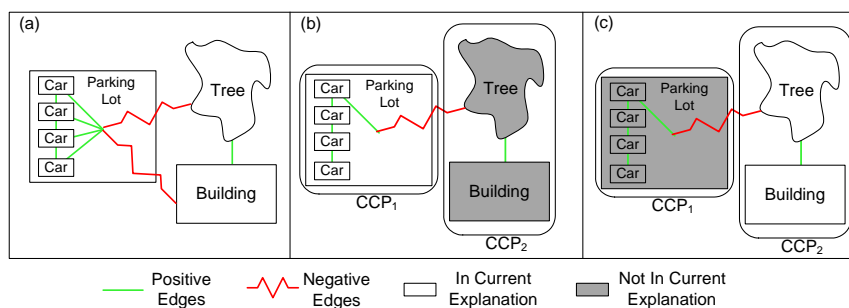 (a)
Parking
Lot
Car
Car
Car
Car
Tree
Building
(b)
Parking
Lot
Car
Car
Car
Car
Tree
Building
CCP₁
CCP₂
(c)
Parking
Lot
Car
Car
Car
Car
Tree
Building
CCP₁
CCP₂
Positive
Edges
Negative
Edges
In Current
Explanation
Not In Current
Explanation